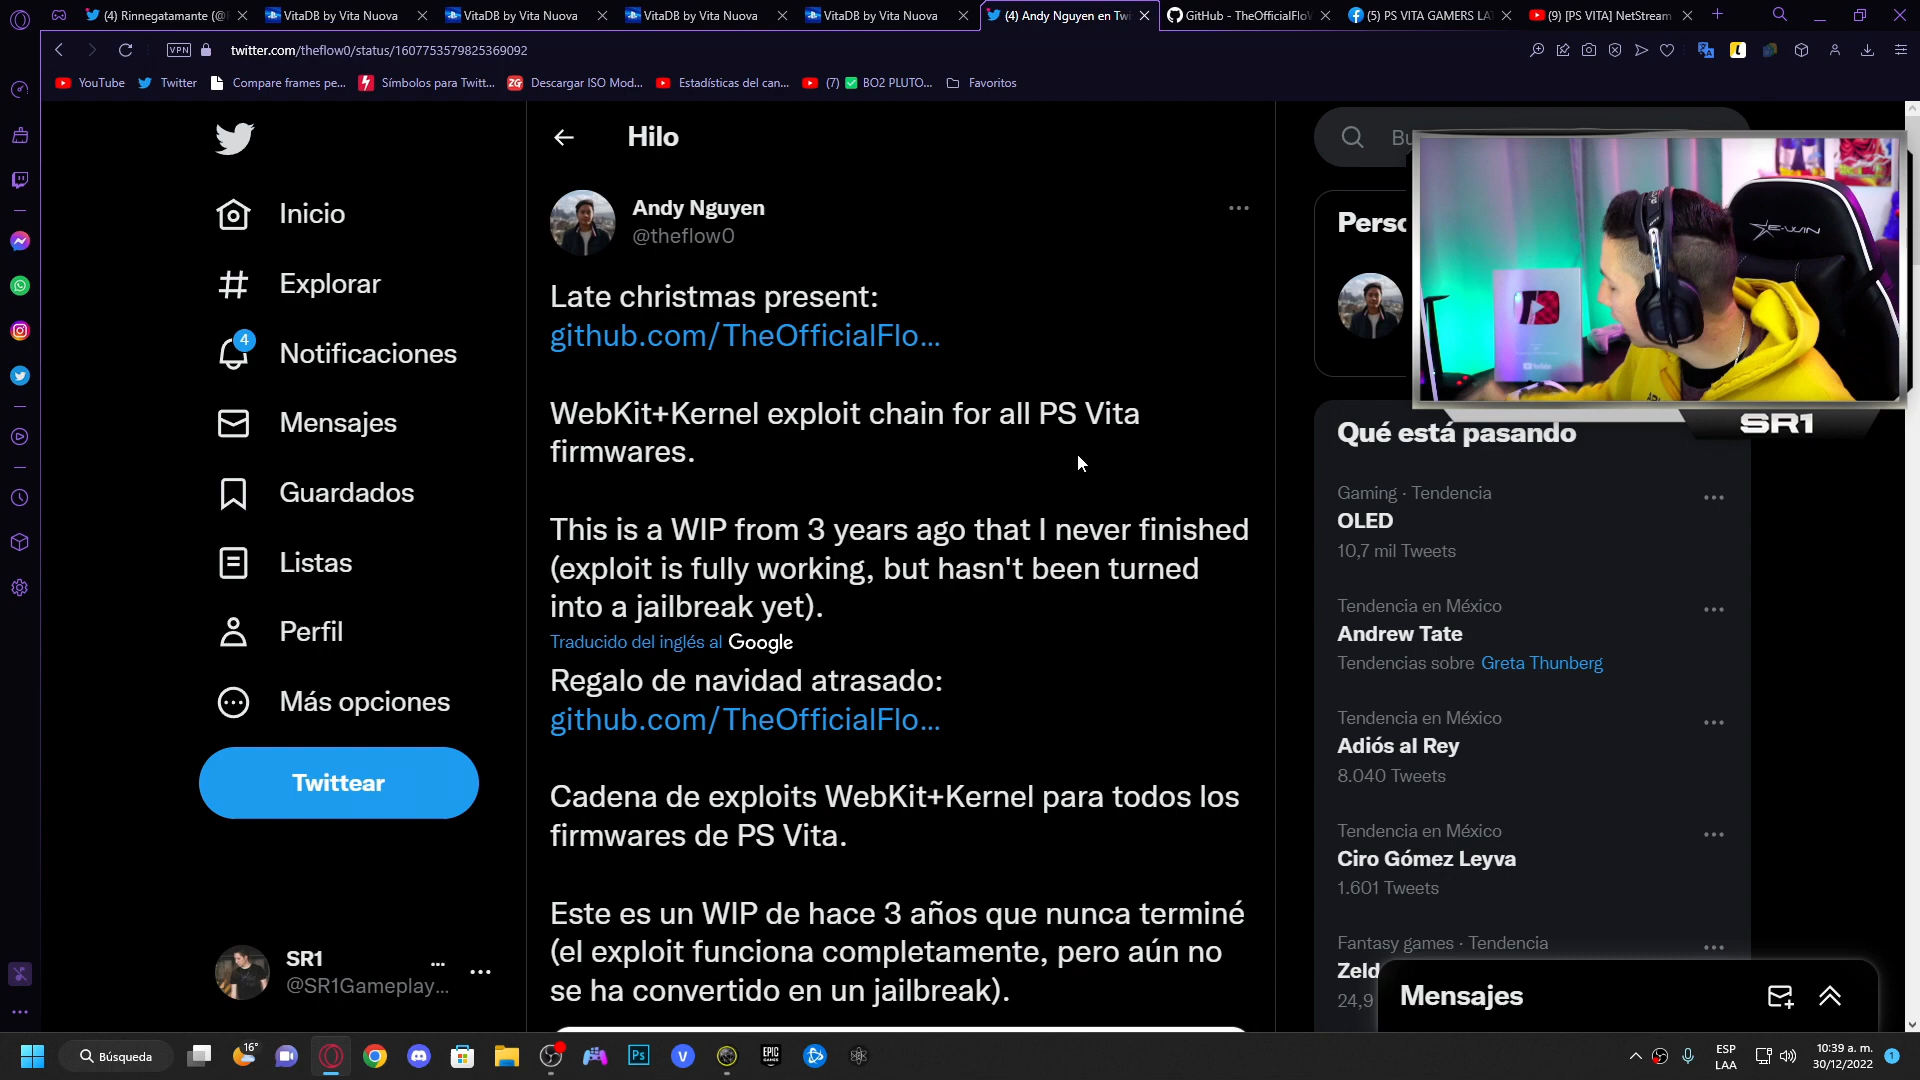 (4) Rinnegatamante (@
VitaDB by Vita Nuova
VitaDB by Vita Nuova
VitaDB by Vita Nuova
VitaDB by Vita Nuova
(4) Andy Nguyen en Twi
GitHub - TheOfficialFlo
(5) PS VITA GAMERS LA
(9) [PS VITA] NetStream
VPN
twitter.com/theflow0/status/1607753579825369092
YouTube
Twitter
Compare frames pe...
Símbolos para Twitt...
Descargar ISO Mod...
Estadísticas del can...
(7) ✅ BO2 PLUTO...
Favoritos
Inicio
Explorar
4
Notificaciones
Mensajes
Guardados
Listas
Perfil
Más opciones
Twittear
SR1
@SR1Gameplay...
Hilo
Andy Nguyen
@theflow0
Late christmas present:
github.com/TheOfficialFlo...
WebKit+Kernel exploit chain for all PS Vita
firmwares.
This is a WIP from 3 years ago that I never finished
(exploit is fully working, but hasn't been turned
into a jailbreak yet).
Traducido del inglés al Google
Regalo de navidad atrasado:
github.com/TheOfficialFlo...
Cadena de exploits WebKit+Kernel para todos los
firmwares de PS Vita.
Este es un WIP de hace 3 años que nunca terminé
(el exploit funciona completamente, pero aún no
se ha convertido en un jailbreak).
Bu
Perso
E-WIN
YouTube
SR1
Qué está pasando
Gaming · Tendencia
OLED
10,7 mil Tweets
Tendencia en México
Andrew Tate
Tendencias sobre Greta Thunberg
Tendencia en México
Adiós al Rey
8.040 Tweets
Tendencia en México
Ciro Gómez Leyva
1.601 Tweets
Fantasy games · Tendencia
Zeld
24,9
Mensajes
Búsqueda
16°
Ps
V
EPIC
GAMES
ESP
LAA
10:39 a. m.
30/12/2022
1